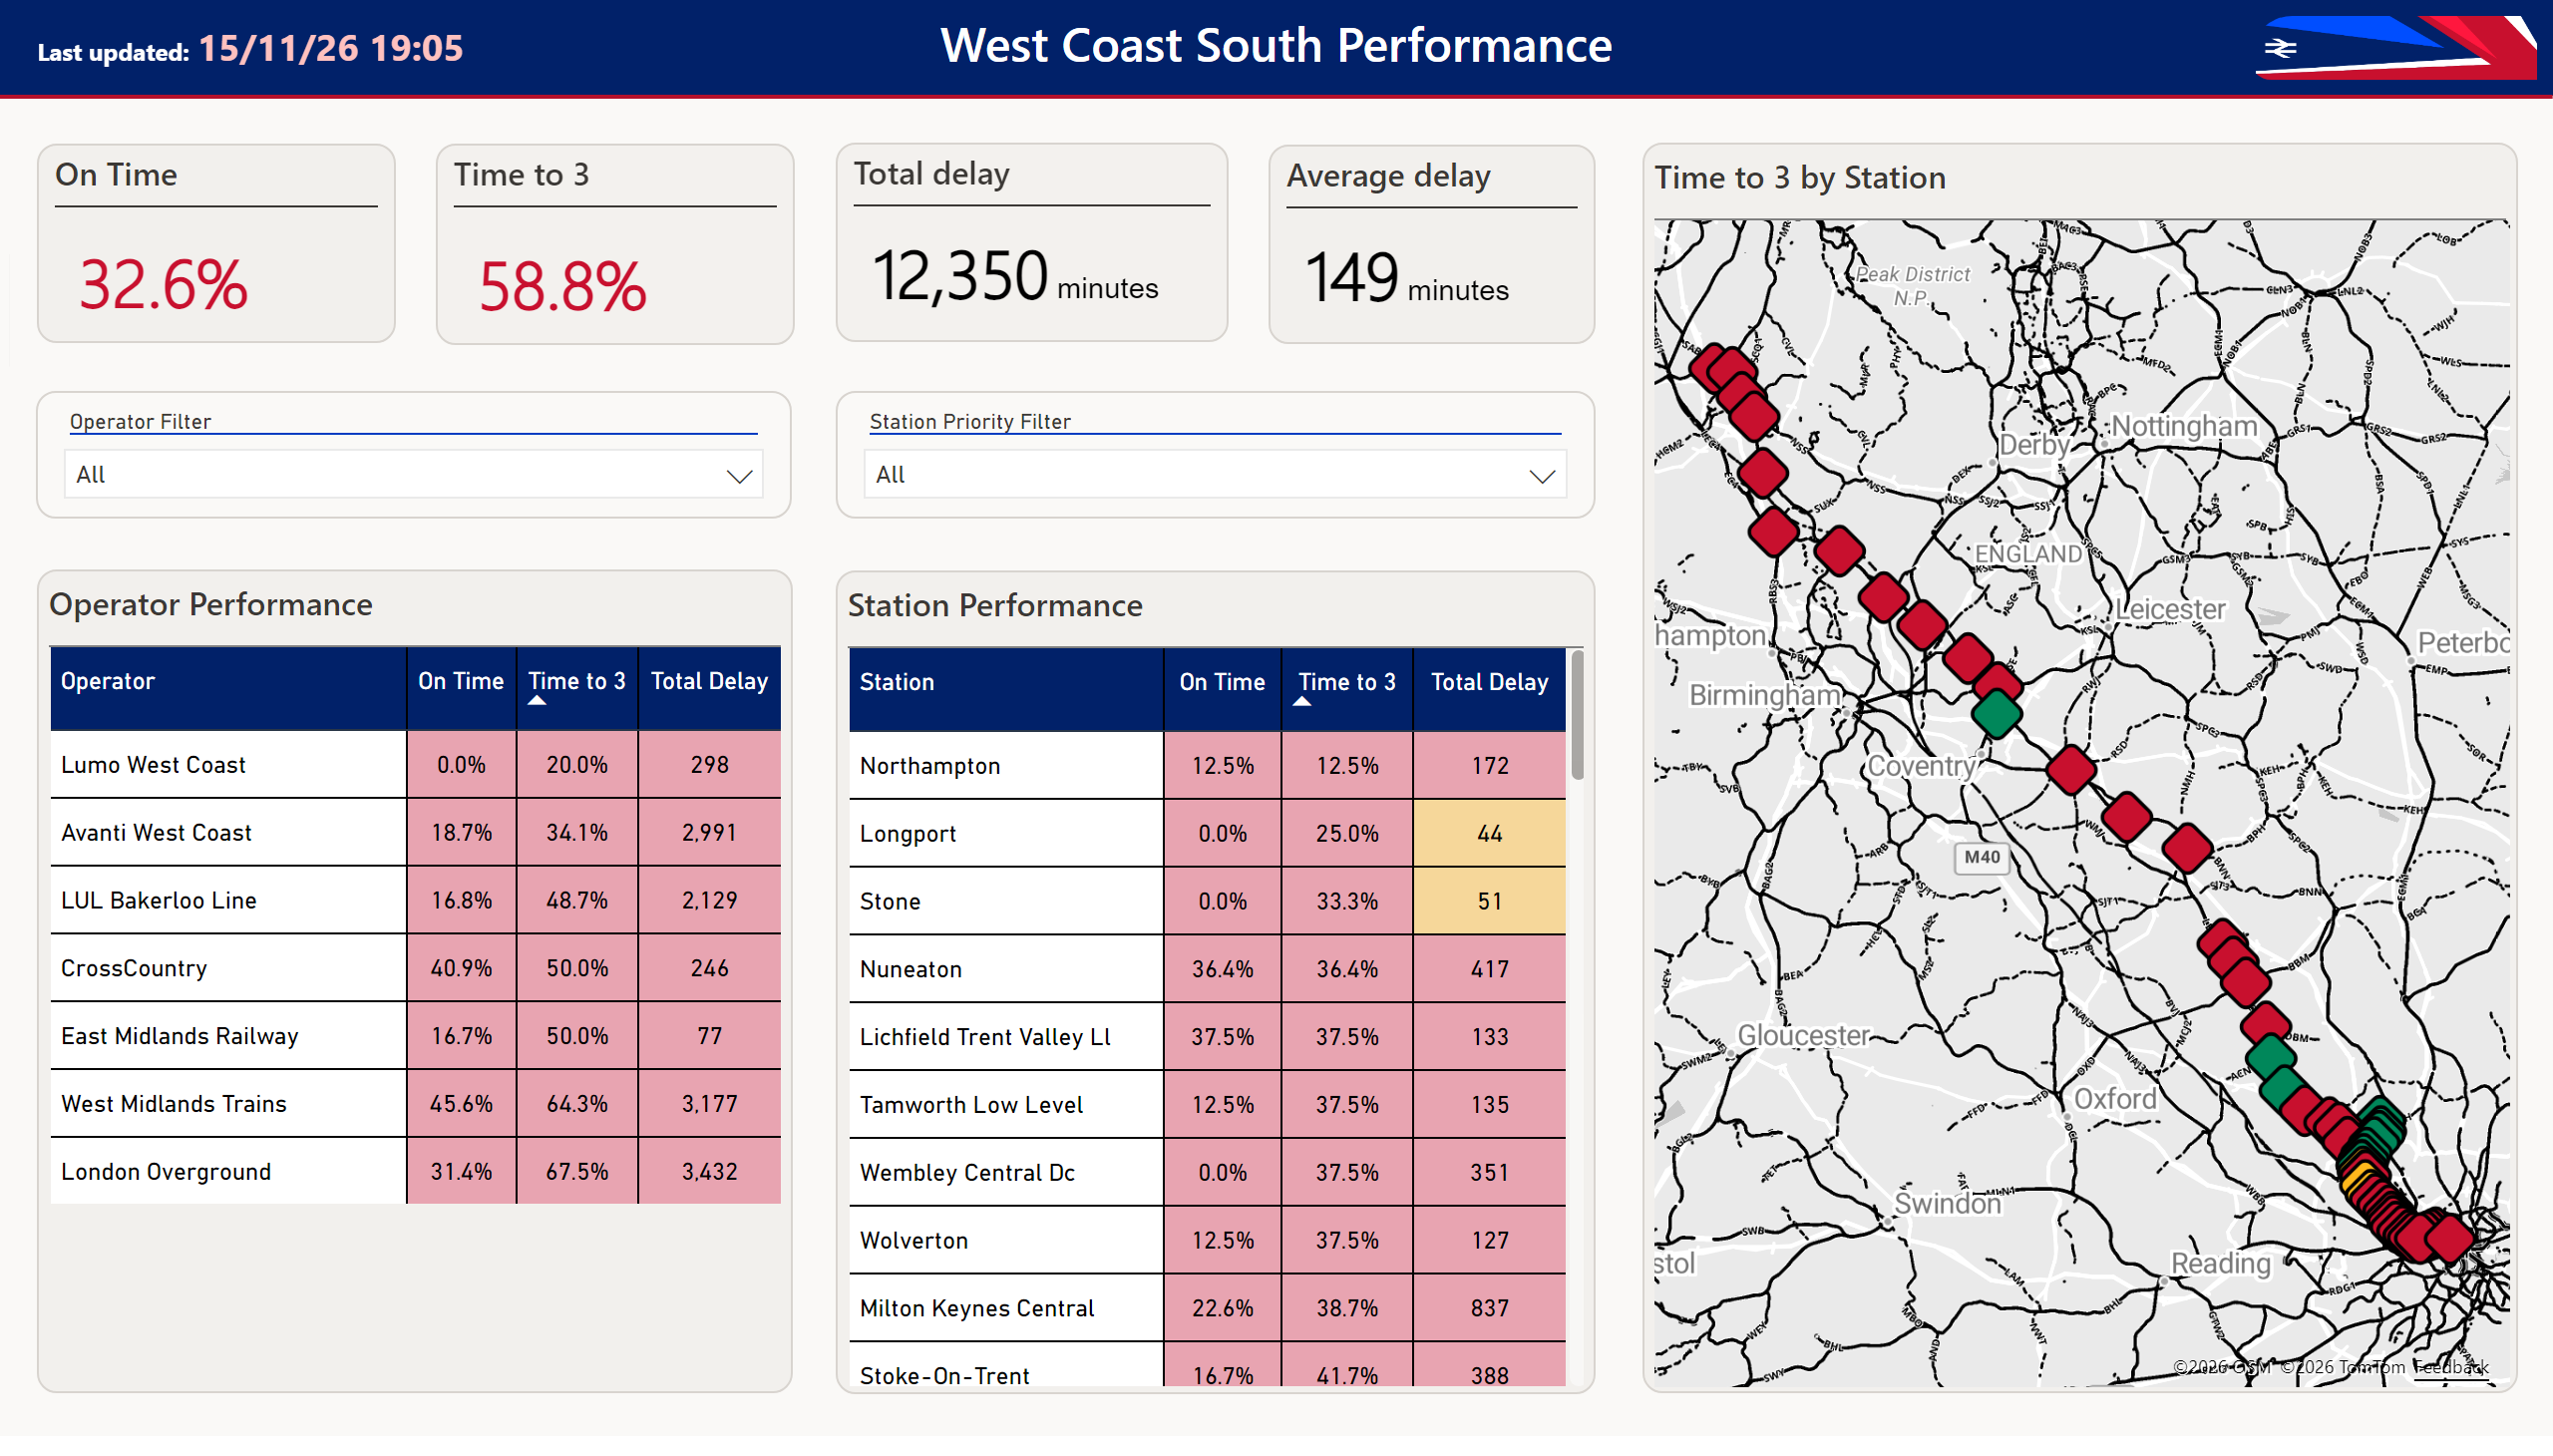 Last updated: 15/11/26 19:05
West Coast South Performance
On Time
32.6%
Time to 3
58.8%
Total delay
12,350 minutes
Average delay
149 minutes
Operator Filter
All
Station Priority Filter
All
Operator Performance
Operator On Time Time to 3 Total Delay
Lumo West Coast 0.0% 20.0% 298
Avanti West Coast 18.7% 34.1% 2,991
LUL Bakerloo Line 16.8% 48.7% 2,129
CrossCountry 40.9% 50.0% 246
East Midlands Railway 16.7% 50.0% 77
West Midlands Trains 45.6% 64.3% 3,177
London Overground 31.4% 67.5% 3,432
Station Performance
Station On Time Time to 3 Total Delay
Northampton 12.5% 12.5% 172
Longport 0.0% 25.0% 44
Stone 0.0% 33.3% 51
Nuneaton 36.4% 36.4% 417
Lichfield Trent Valley Ll 37.5% 37.5% 133
Tamworth Low Level 12.5% 37.5% 135
Wembley Central Dc 0.0% 37.5% 351
Wolverton 12.5% 37.5% 127
Milton Keynes Central 22.6% 38.7% 837
Stoke-On-Trent 16.7% 41.7% 388
Time to 3 by Station
Peak District
N.P.
Nottingham
Derby
ENGLAND
Leicester
hampton
Peterbo
Birmingham
Coventry
M40
Gloucester
Oxford
Swindon
stol
Reading
©2026 OSM ©2026 TomTom Feedback